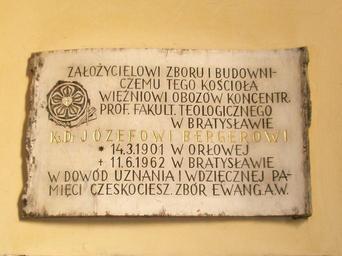 ZAŁOŻYCIELOWI ZBORU I BUDOWNI-
CZEMU TEGO KOŚCIOŁA
WIĘŹNIOWI OBOZÓW KONCENTR.
PROF. FAKULT. TEOLOGICZNEGO
W BRATYSŁAWIE
K.D. JÓZEFOWI BERGEROWI
* 14.3.1901 W ORŁOWEJ
+ 11.6.1962 W BRATYSŁAWIE
W DOWÓD UZNANIA I WDZIĘCZNEJ PA-
MIĘCI CZESKOCIESZ. ZBÓR EWANG.A.W.